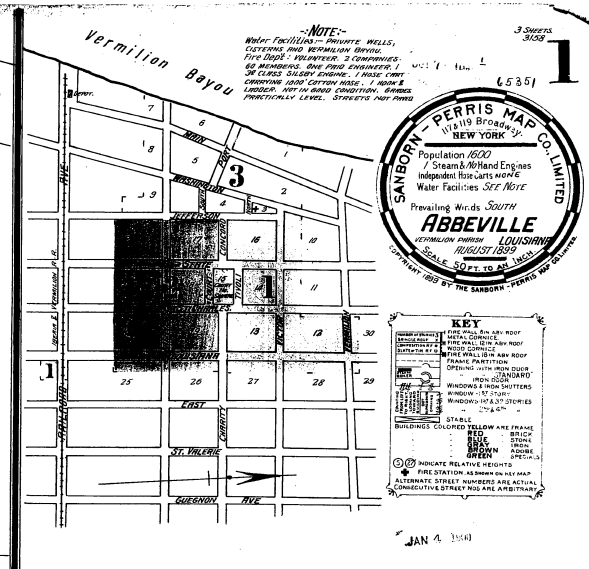 -:NOTE:-
Water Facilities:- PRIVATE WELLS,
CISTERNS AND VERMILION BAYOU.
Fire Dep't: VOLUNTEER. 2 COMPANIES.
60 MEMBERS. ONE PAID ENGINEER. 1
3D CLASS SILSBY ENGINE. 1 HOSE CART
CARRYING 1000' COTTON HOSE. 1 HOOK &
LADDER. NOT IN GOOD CONDITION. GRADES
PRACTICALLY LEVEL. STREETS NOT PAVED
3 SHEETS.
3158
1
65851
Vermilion Bayou
DEPOT.
7
6
MAIN
8
5
PORT
1
AVE
WASHINGTON
3
2
9
4
3
JEFFERSON
17
16
10
STATE
15
14
1
11
ST. CHARLES.
13
12
30
LOUISIANA
1
25
26
27
28
29
RAILROAD
EAST
CHARITY
ST. VALERIE
GUEGNON AVE
SANBORN-PERRIS MAP CO., LIMITED
117 & 119 Broadway.
NEW YORK
Population 1600
1 Steam & No Hand Engines
Independent Hose Carts NONE
Water Facilities SEE NOTE
Prevailing Winds SOUTH
ABBEVILLE
VERMILION PARISH LOUISIANA
AUGUST 1899
SCALE 50 FT. TO AN INCH
COPYRIGHT 1899 BY THE SANBORN-PERRIS MAP CO. LIMITED.
KEY
FIRE WALL 6 IN ABV. ROOF
METAL CORNICE
FIRE WALL 12 IN ABV. ROOF
WOOD CORNICE
FIRE WALL 18 IN ABV. ROOF
FRAME PARTITION
OPENING WITH IRON DOOR
STANDARD
IRON DOOR
WINDOWS & IRON SHUTTERS
WINDOW - 1ST STORY
WINDOWS 1ST & 3D STORIES
STABLE
BUILDINGS COLORED YELLOW ARE FRAME
RED BRICK
BLUE STONE
GRAY IRON
BROWN ADOBE
GREEN SPECIALS
INDICATE RELATIVE HEIGHTS
FIRE STATION. AS SHOWN ON KEY MAP
ALTERNATE STREET NUMBERS ARE ACTUAL
CONSECUTIVE STREET NOS ARE ARBITRARY
JAN 4